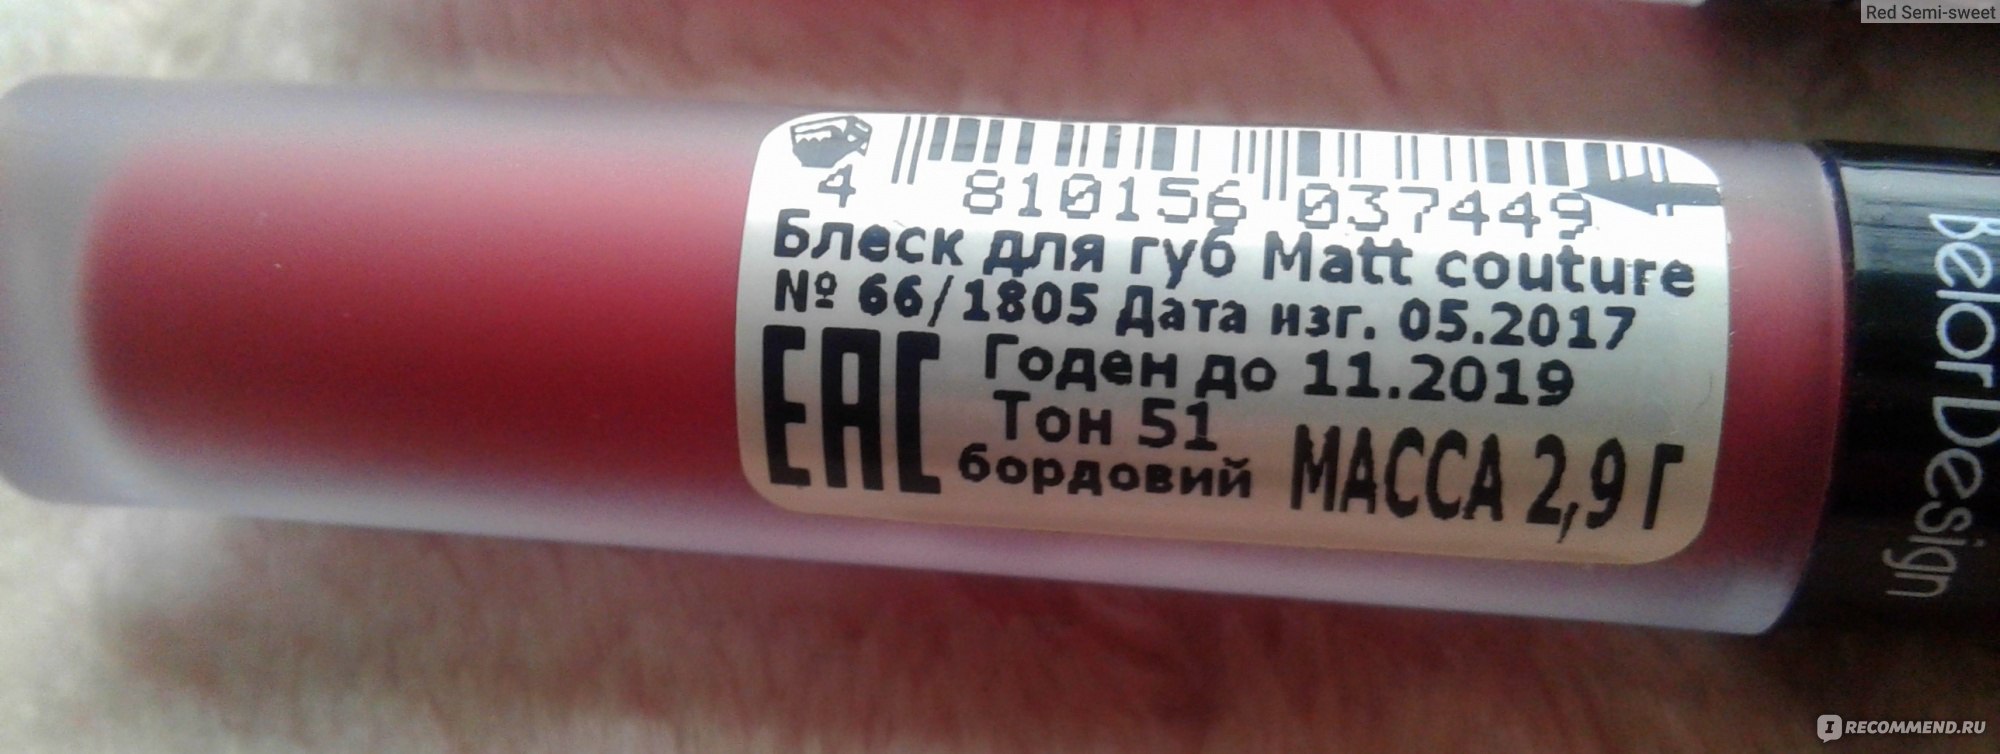 Red Semi-sweet
4 810156 037449
Блеск для губ Matt couture
№ 66/1805 Дата изг. 05.2017
Годен до 11.2019
EAC
Тон 51
бордовий
МАССА 2,9 Г
BelorDesign
I RECOMMEND.RU